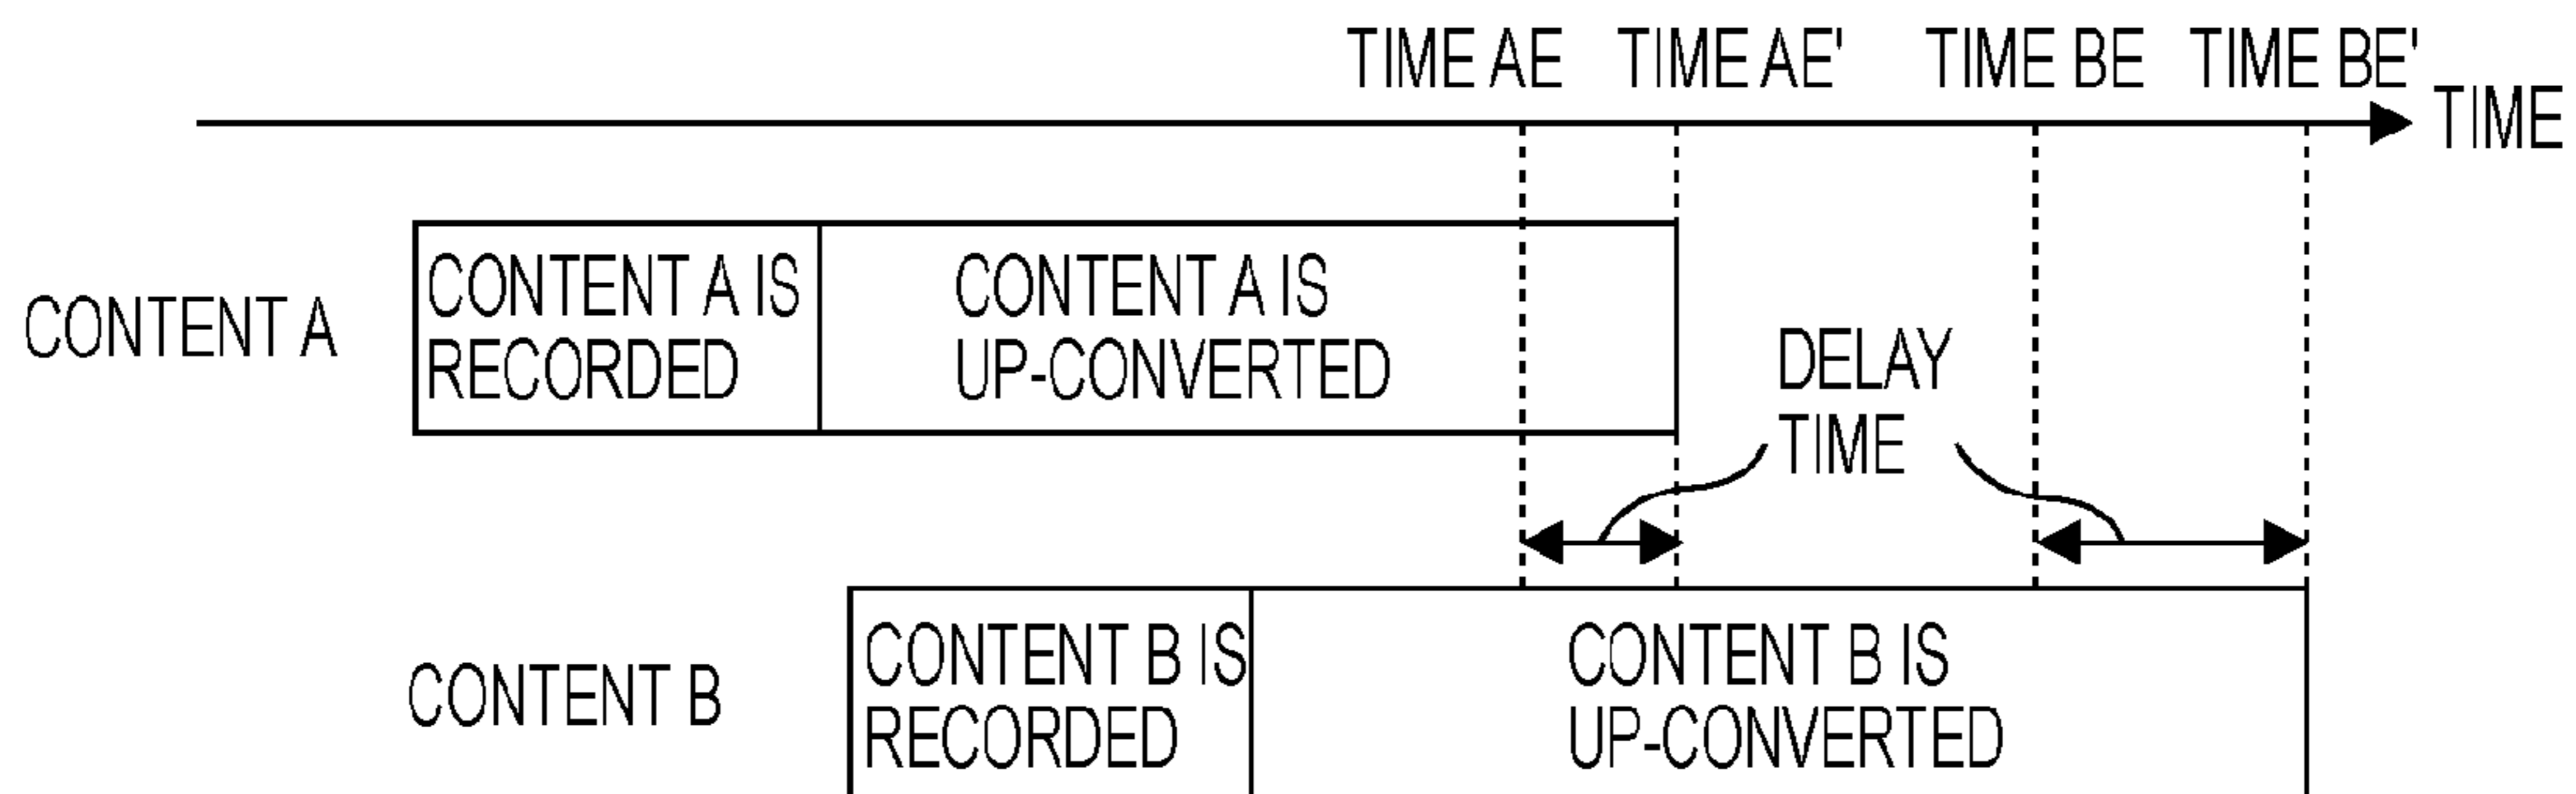 TIME AE TIME AE' TIME BE TIME BE'
TIME
CONTENT A
CONTENT A IS
RECORDED
CONTENT A IS
UP-CONVERTED
DELAY
TIME
CONTENT B
CONTENT B IS
RECORDED
CONTENT B IS
UP-CONVERTED